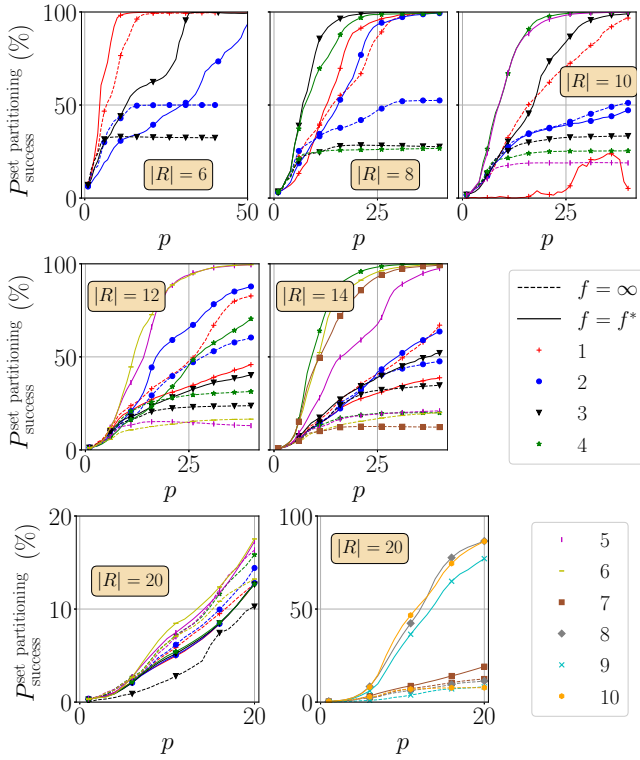 P^{set partitioning}_{success} (%)
100
50
0
|R| = 6
0
50
p
|R| = 8
25
p
|R| = 10
25
p
P^{set partitioning}_{success} (%)
100
50
0
|R| = 12
0
25
p
|R| = 14
0
25
p
f = ∞
f = f*
1
2
3
4
P^{set partitioning}_{success} (%)
20
10
0
|R| = 20
0
20
p
100
50
0
|R| = 20
0
20
p
5
6
7
8
9
10